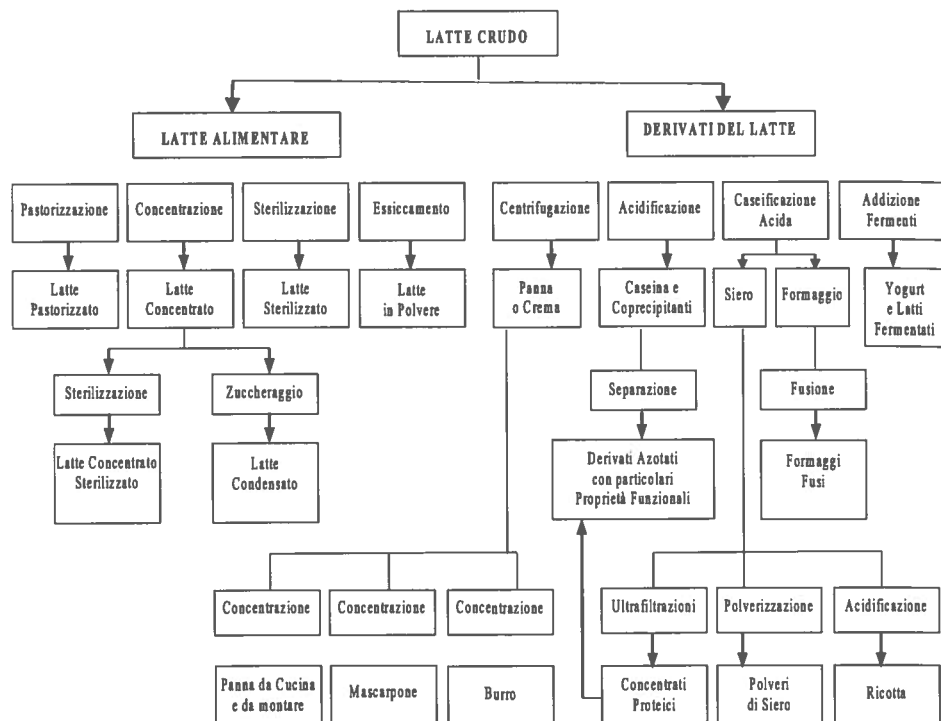 LATTE CRUDO
LATTE ALIMENTARE
DERIVATI DEL LATTE
Pastorizzazione
Concentrazione
Sterilizzazione
Essiccamento
Centrifugazione
Acidificazione
Caseificazione
Acida
Addizione
Fermenti
Latte
Pastorizzato
Latte
Concentrato
Latte
Sterilizzato
Latte
in Polvere
Panna
o Crema
Caseina e
Coprecipitanti
Siero
Formaggio
Yogurt
e Latti
Fermentati
Sterilizzazione
Zuccheraggio
Separazione
Fusione
Latte Concentrato
Sterilizzato
Latte
Condensato
Derivati Azotati
con particolari
Proprietà Funzionali
Formaggi
Fusi
Concentrazione
Concentrazione
Concentrazione
Ultrafiltrazioni
Polverizzazione
Acidificazione
Panna da Cucina
e da montare
Mascarpone
Burro
Concentrati
Proteici
Polveri
di Siero
Ricotta